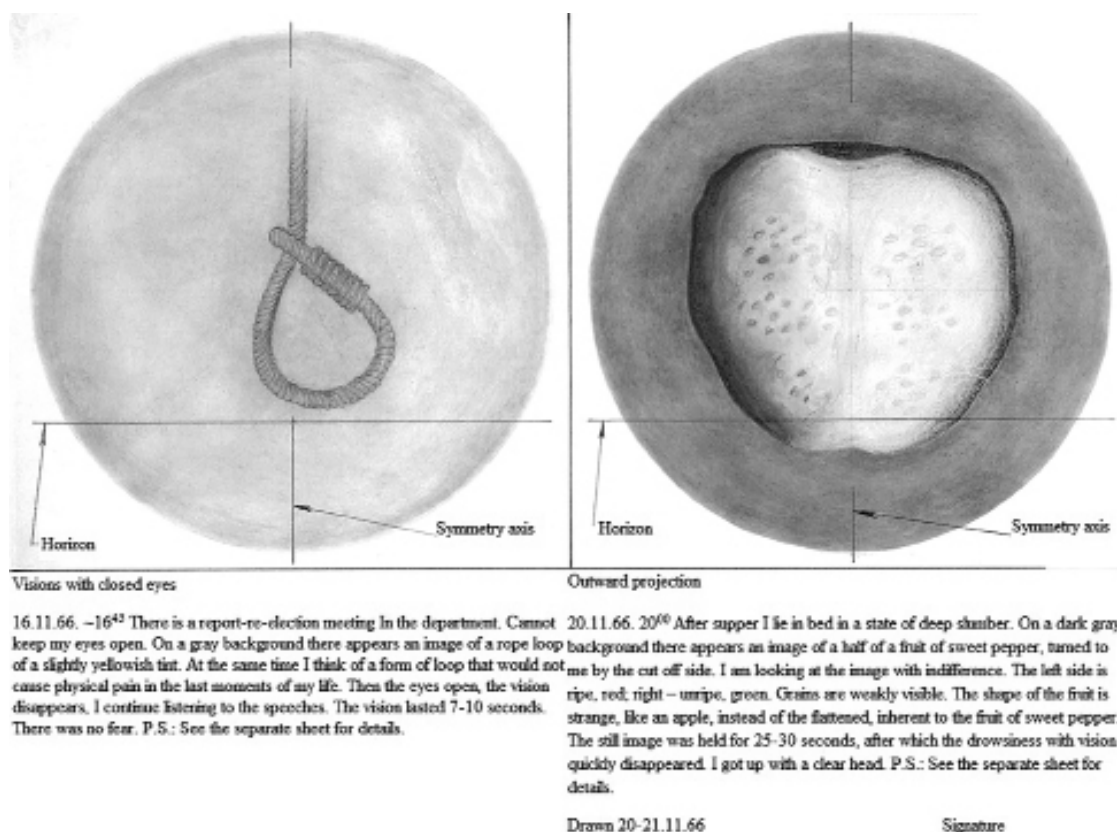 Symmetry axis
Horizon
Visions with closed eyes
16.11.66. ~16⁴³ There is a report-re-election meeting In the department. Cannot
keep my eyes open. On a gray background there appears an image of a rope loop
of a slightly yellowish tint. At the same time I think of a form of loop that would not
cause physical pain in the last moments of my life. Then the eyes open, the vision
disappears, I continue listening to the speeches. The vision lasted 7-10 seconds.
There was no fear. P.S.: See the separate sheet for details.
Symmetry axis
Horizon
Outward projection
20.11.66. 20⁰⁰ After supper I lie in bed in a state of deep slumber. On a dark gray
background there appears an image of a half of a fruit of sweet pepper, turned to
me by the cut off side. I am looking at the image with indifference. The left side is
ripe, red; right – unripe, green. Grains are weakly visible. The shape of the fruit is
strange, like an apple, instead of the flattened, inherent to the fruit of sweet pepper.
The still image was held for 25-30 seconds, after which the drowsiness with vision
quickly disappeared. I got up with a clear head. P.S.: See the separate sheet for
details.
Drawn 20-21.11.66 Signature